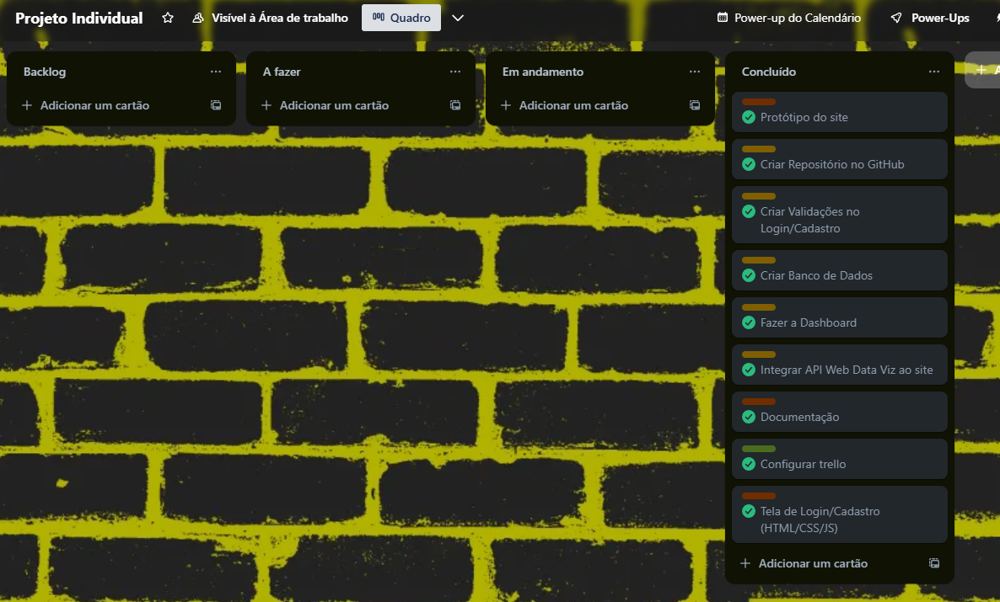 Projeto Individual
Visível à Área de trabalho
Quadro
Power-up do Calendário
Power-Ups
Backlog
Adicionar um cartão
A fazer
Adicionar um cartão
Em andamento
Adicionar um cartão
Concluído
Protótipo do site
Criar Repositório no GitHub
Criar Validações no
Login/Cadastro
Criar Banco de Dados
Fazer a Dashboard
Integrar API Web Data Viz ao site
Documentação
Configurar trello
Tela de Login/Cadastro
(HTML/CSS/JS)
Adicionar um cartão